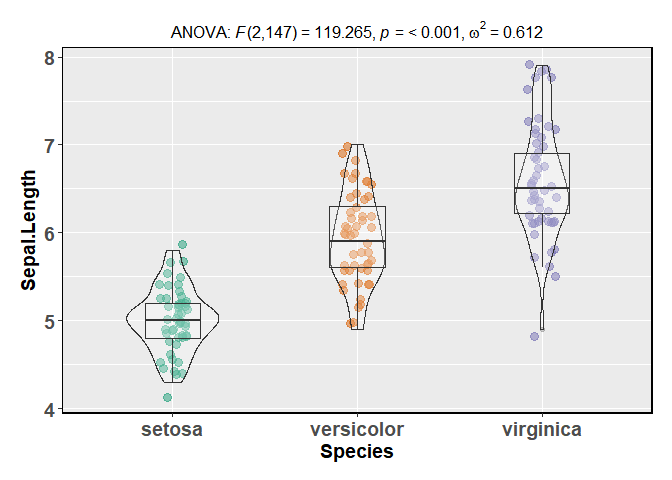 ANOVA: F(2,147) = 119.265, p = < 0.001, ω² = 0.612
8
7
6
5
4
Sepal.Length
setosa versicolor virginica
Species